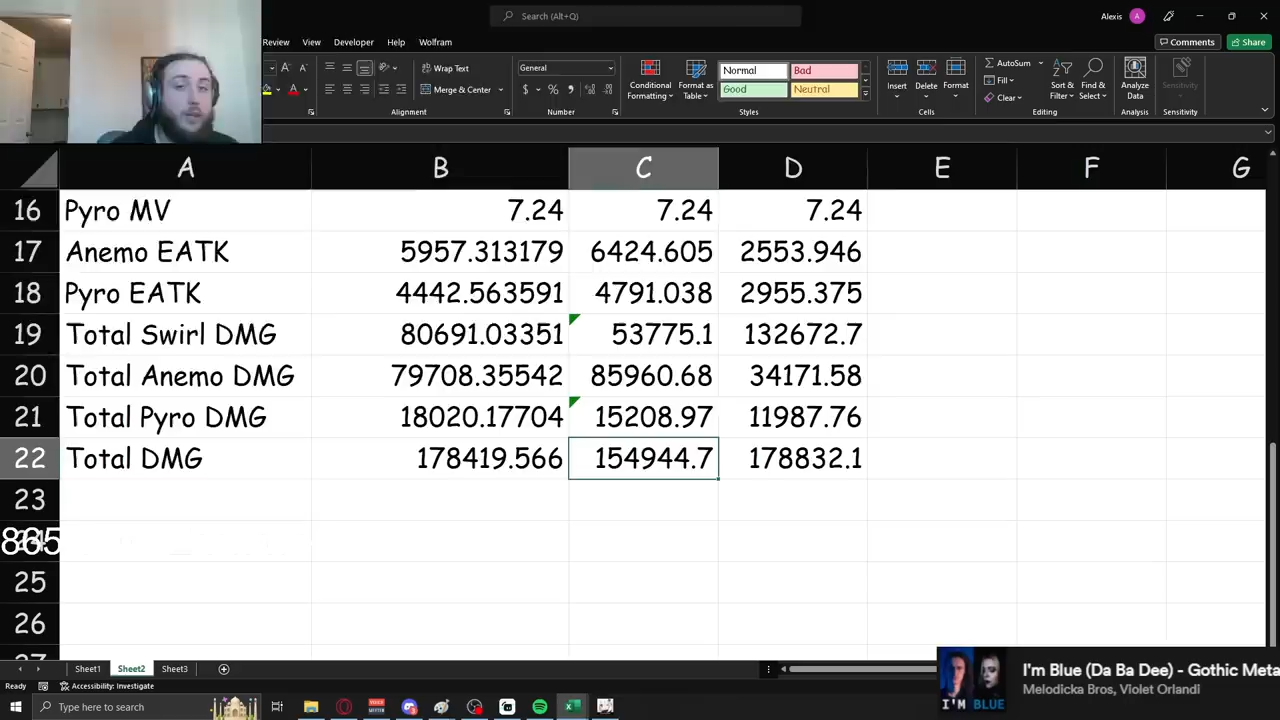 Search (Alt+Q)
Alexis
A
Review View Developer Help Wolfram
Comments
Share
Wrap Text
General
Conditional Formatting
Format as Table
Normal
Bad
Insert
Delete
Format
AutoSum
Sort & Filter
Find & Select
Analyze Data
Sensitivity
Merge & Center
Good
Neutral
Fill
Clear
Alignment
Number
Styles
Cells
Editing
Analysis
Sensitivity
A B C D E F G
16 Pyro MV 7.24 7.24 7.24
17 Anemo EATK 5957.313179 6424.605 2553.946
18 Pyro EATK 4442.563591 4791.038 2955.375
19 Total Swirl DMG 80691.03351 53775.1 132672.7
20 Total Anemo DMG 79708.35542 85960.68 34171.58
21 Total Pyro DMG 18020.17704 15208.97 11987.76
22 Total DMG 178419.566 154944.7 178832.1
23
865
25
26
Sheet1 Sheet2 Sheet3
I'm Blue (Da Ba Dee) - Gothic Meta
Melodicka Bros, Violet Orlandi
I'M BLUE
Ready
Accessibility: Investigate
Type here to search